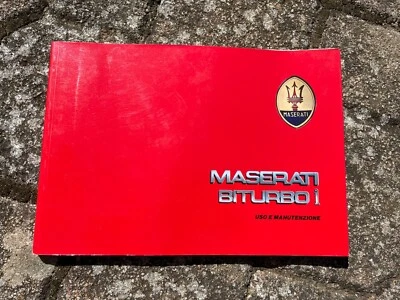 MASERATI
MASERATI
BITURBO i
USO E MANUTENZIONE